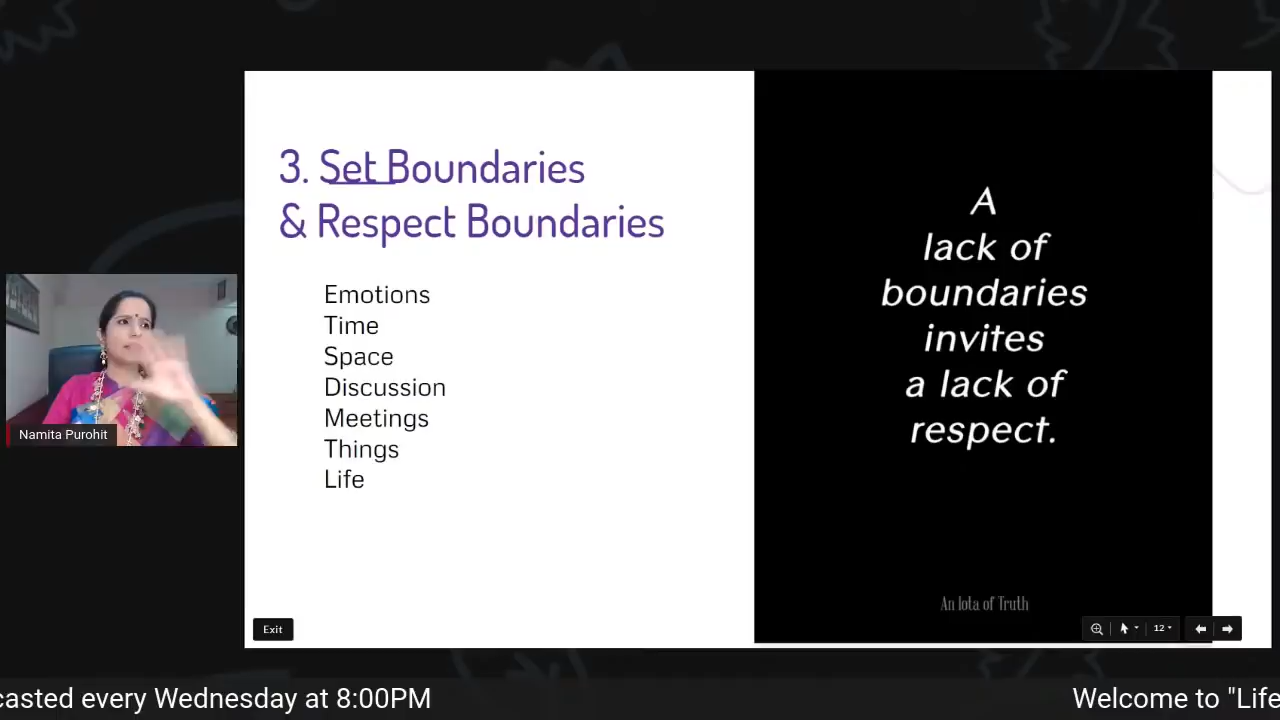 3. Set Boundaries
& Respect Boundaries
Emotions
Time
Space
Discussion
Meetings
Things
Life
A
lack of
boundaries
invites
a lack of
respect.
An Iota of Truth
Namita Purohit
Exit
12
casted every Wednesday at 8:00PM
Welcome to "Life